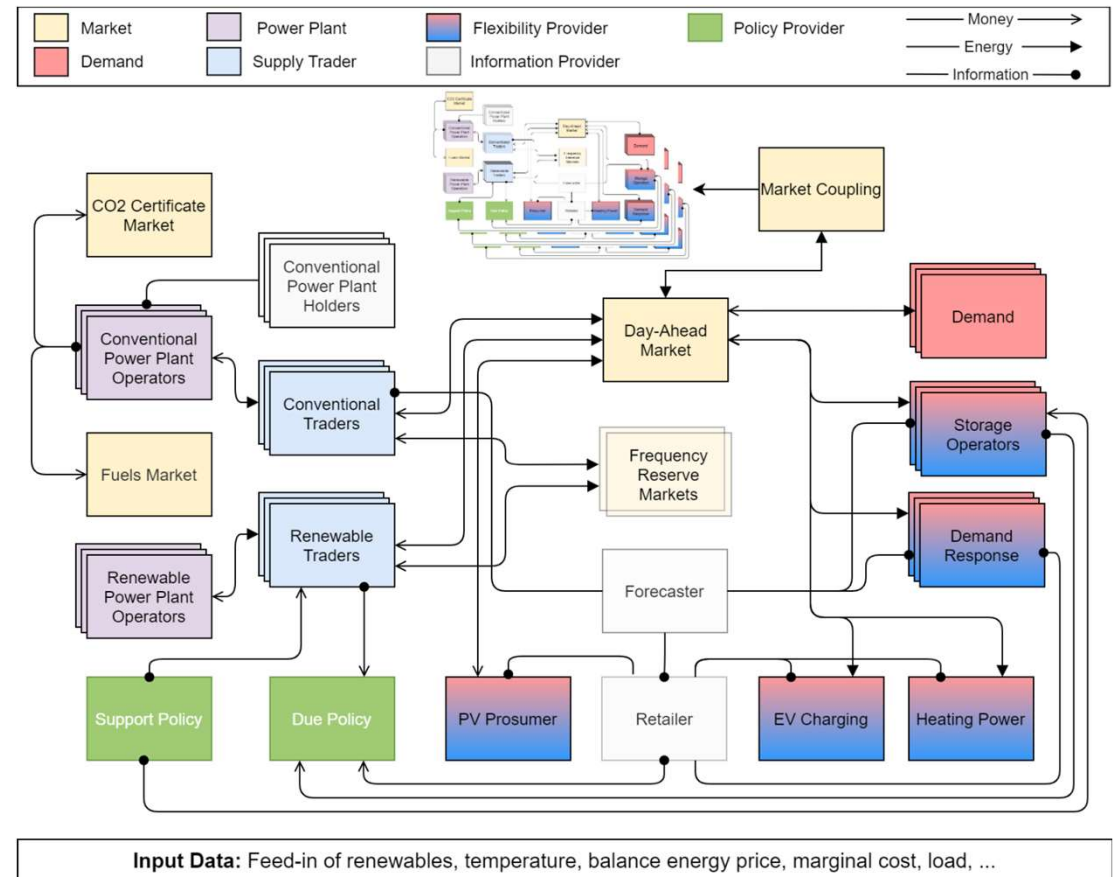 Market
Power Plant
Flexibility Provider
Policy Provider
Money
Energy
Demand
Supply Trader
Information Provider
Information
CO2 Certificate
Market
Market Coupling
Conventional
Power Plant
Holders
Conventional
Power Plant
Operators
Day-Ahead
Market
Demand
Conventional
Traders
Storage
Operators
Fuels Market
Frequency
Reserve
Markets
Renewable
Traders
Demand
Response
Renewable
Power Plant
Operators
Forecaster
Support Policy
Due Policy
PV Prosumer
Retailer
EV Charging
Heating Power
Input Data: Feed-in of renewables, temperature, balance energy price, marginal cost, load, ...